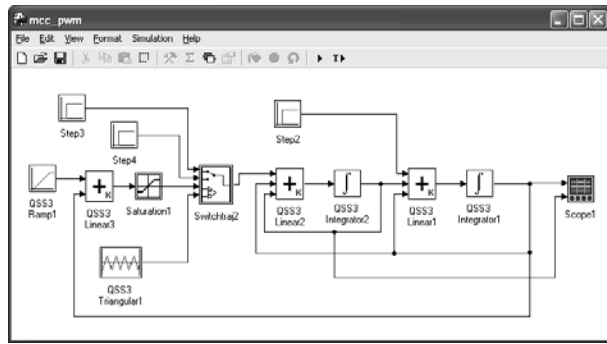 mcc_pwm
File Edit View Format Simulation Help
Step3
Step4
Step2
QSS3
Ramp1
K
QSS3
Linear3
Saturation1
Switchtraj2
K
QSS3
Linear2
QSS3
Integrator2
K
QSS3
Linear1
QSS3
Integrator1
Scope1
QSS3
Triangular1